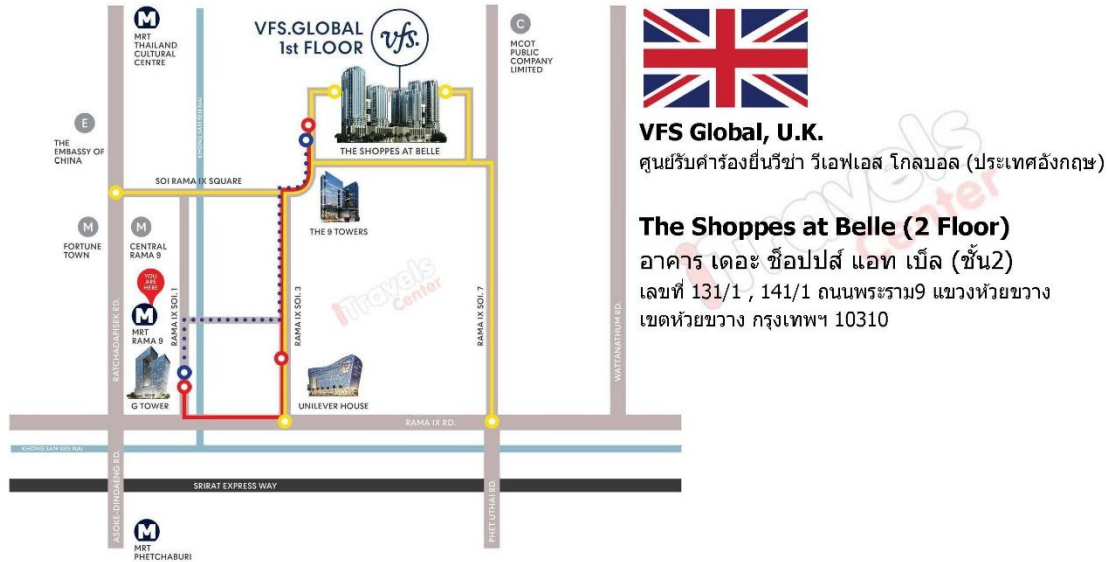 M
MRT
THAILAND
CULTURAL
CENTRE
VFS.GLOBAL
1st FLOOR
vfs.
C
MCOT
PUBLIC
COMPANY
LIMITED
E
THE
EMBASSY OF
CHINA
KHONG SAM SEN NAI
THE SHOPPES AT BELLE
SOI RAMA IX SQUARE
THE 9 TOWERS
M
FORTUNE
TOWN
M
CENTRAL
RAMA 9
YOU
ARE
HERE
M
MRT
RAMA 9
G TOWER
RATCHADAPISEK RD.
RAMA IX SOI. 1
RAMA IX SOI. 3
RAMA IX SOI. 7
WATTANATHUM RD.
UNILEVER HOUSE
RAMA IX RD.
KHONG SAM SEN NAI
SRIRAT EXPRESS WAY
ASOKE-DINDAENG RD.
PHET UTHAI RD.
M
MRT
PHETCHABURI
iTravels
Center
VFS Global, U.K.
ศูนย์รับคำร้องยื่นวีซ่า วีเอฟเอส โกลบอล (ประเทศอังกฤษ)
The Shoppes at Belle (2 Floor)
อาคาร เดอะ ช็อปปส์ แอท เบ็ล (ชั้น2)
เลขที่ 131/1 , 141/1 ถนนพระราม9 แขวงห้วยขวาง
เขตห้วยขวาง กรุงเทพฯ 10310
iTravels
Center